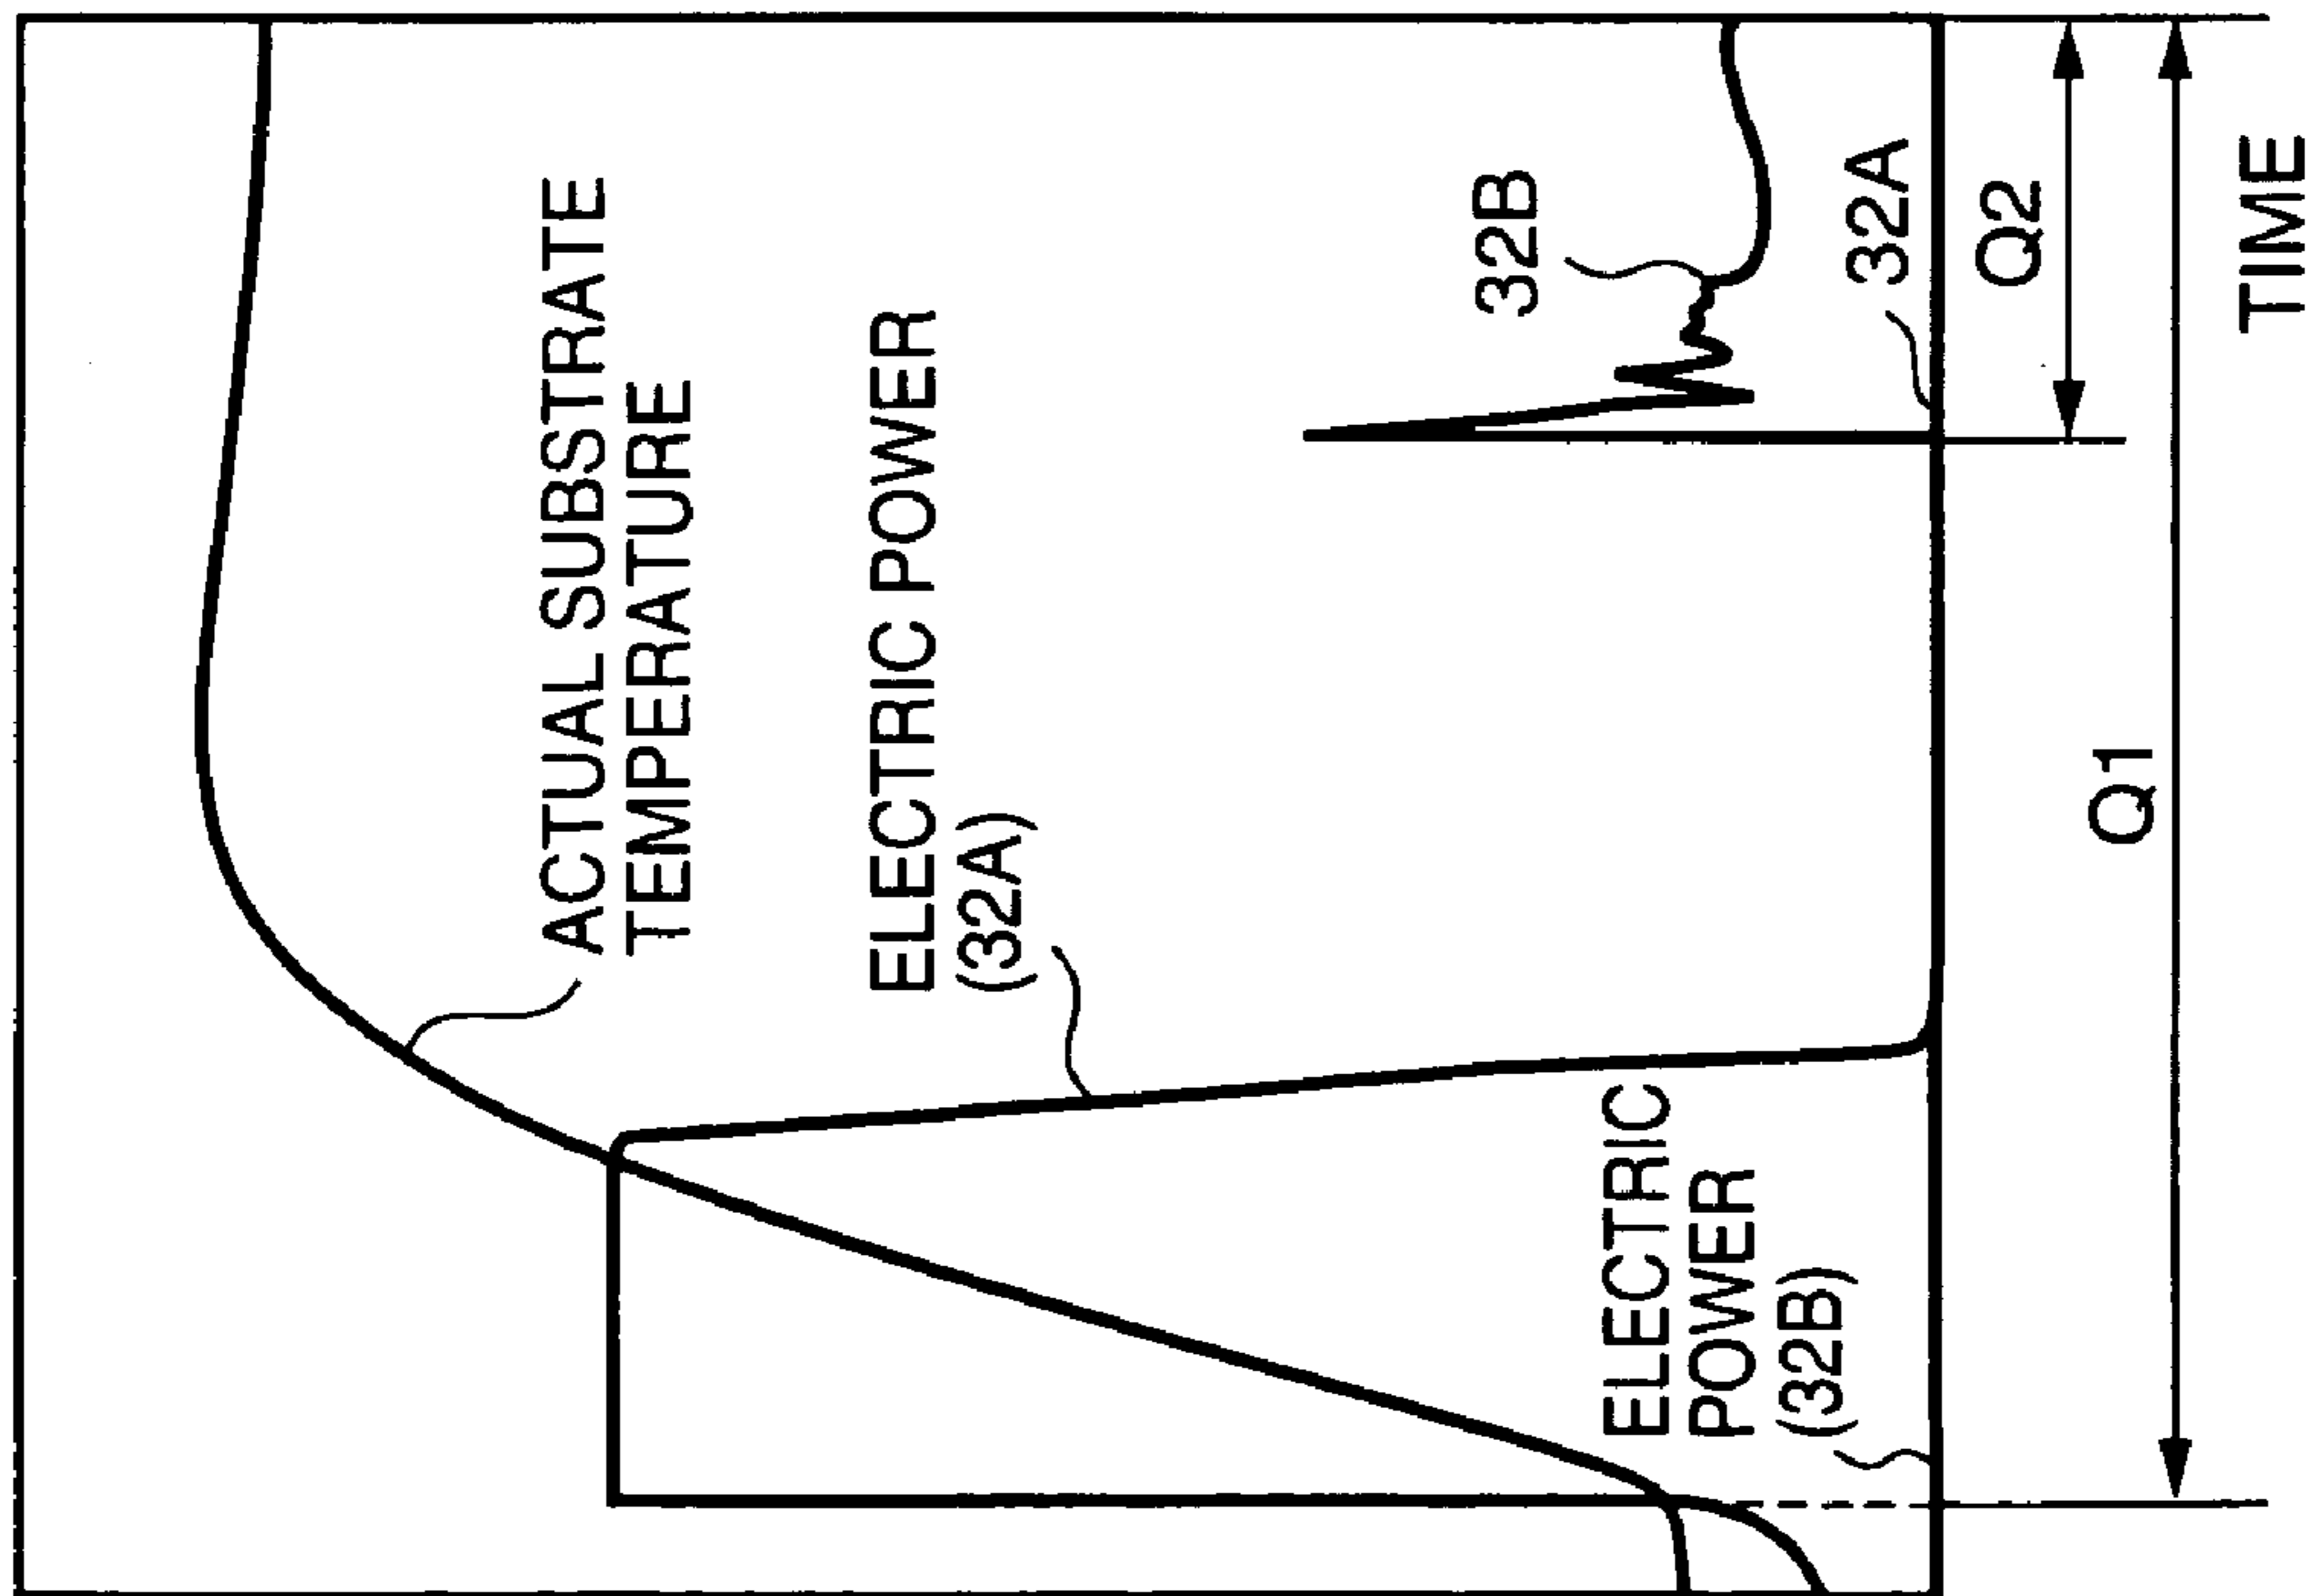 ACTUAL SUBSTRATE
TEMPERATURE
ELECTRIC POWER
(32A)
ELECTRIC
POWER
(32B)
32B
32A
Q2
Q1
TIME